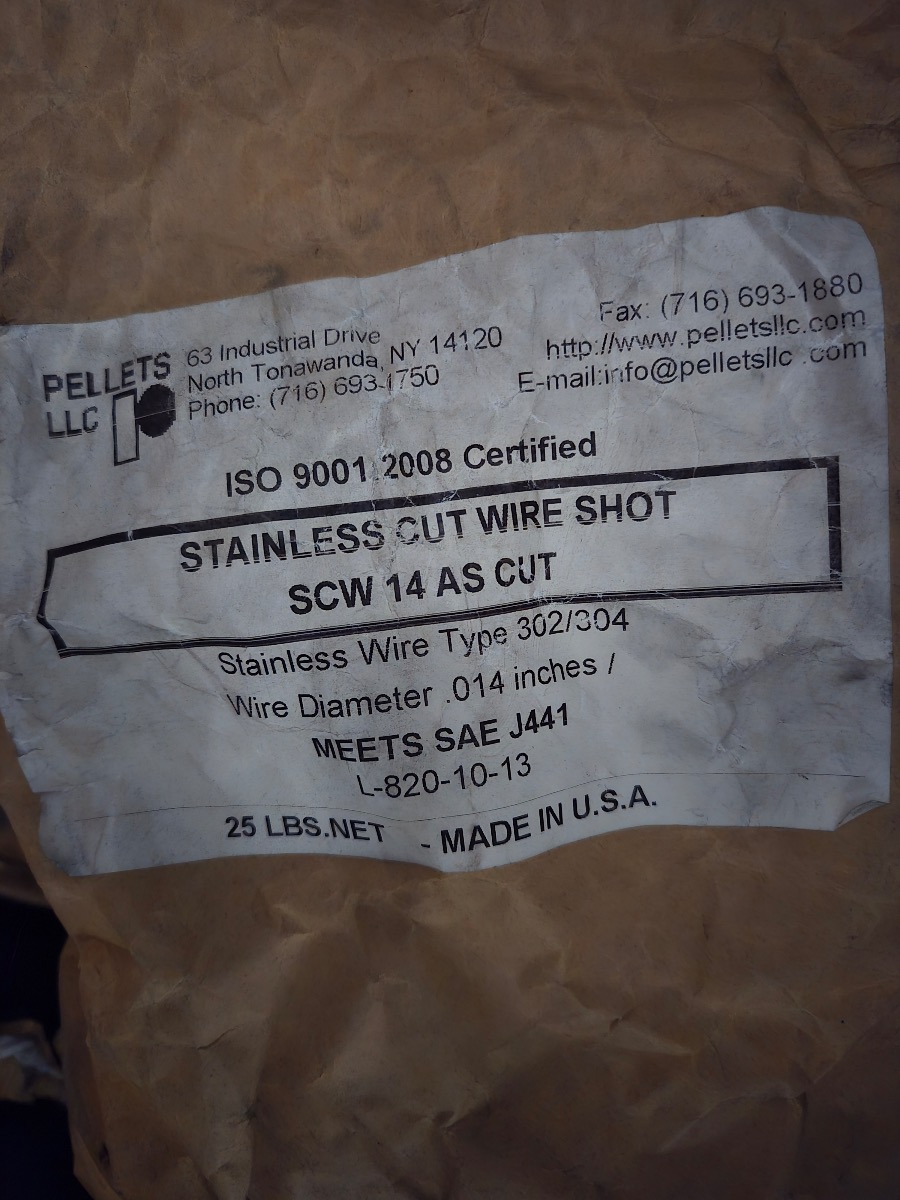 PELLETS
LLC
63 Industrial Drive
North Tonawanda, NY 14120
Phone: (716) 693-1750
Fax: (716) 693-1880
http://www.pelletsllc.com
E-mail:info@pelletsllc.com
ISO 9001 2008 Certified
STAINLESS CUT WIRE SHOT
SCW 14 AS CUT
Stainless Wire Type 302/304
Wire Diameter .014 inches /
MEETS SAE J441
L-820-10-13
25 LBS.NET - MADE IN U.S.A.